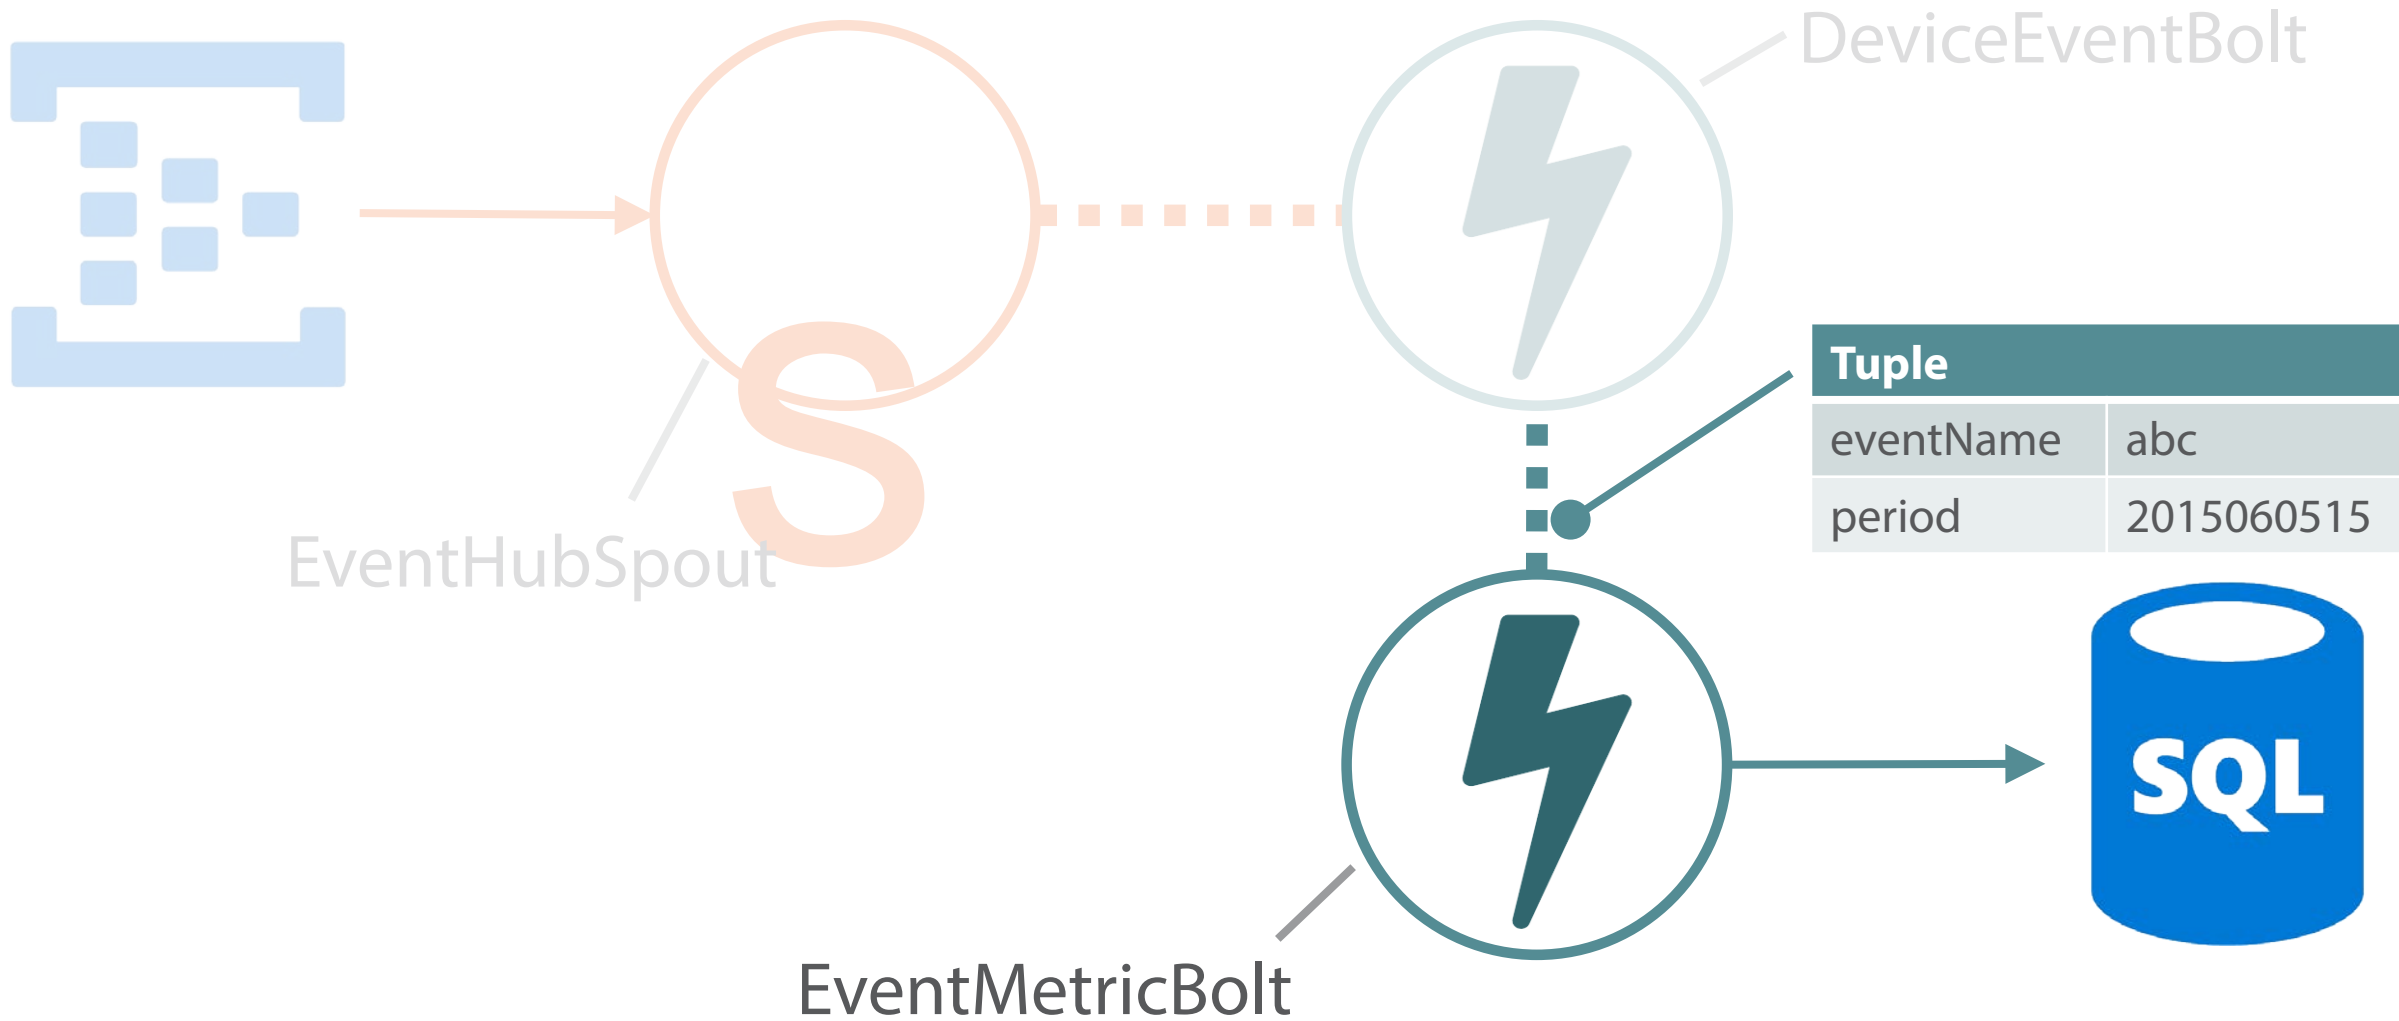 DeviceEventBolt
S
EventHubSpout
Tuple
eventName abc
period 2015060515
SQL
EventMetricBolt